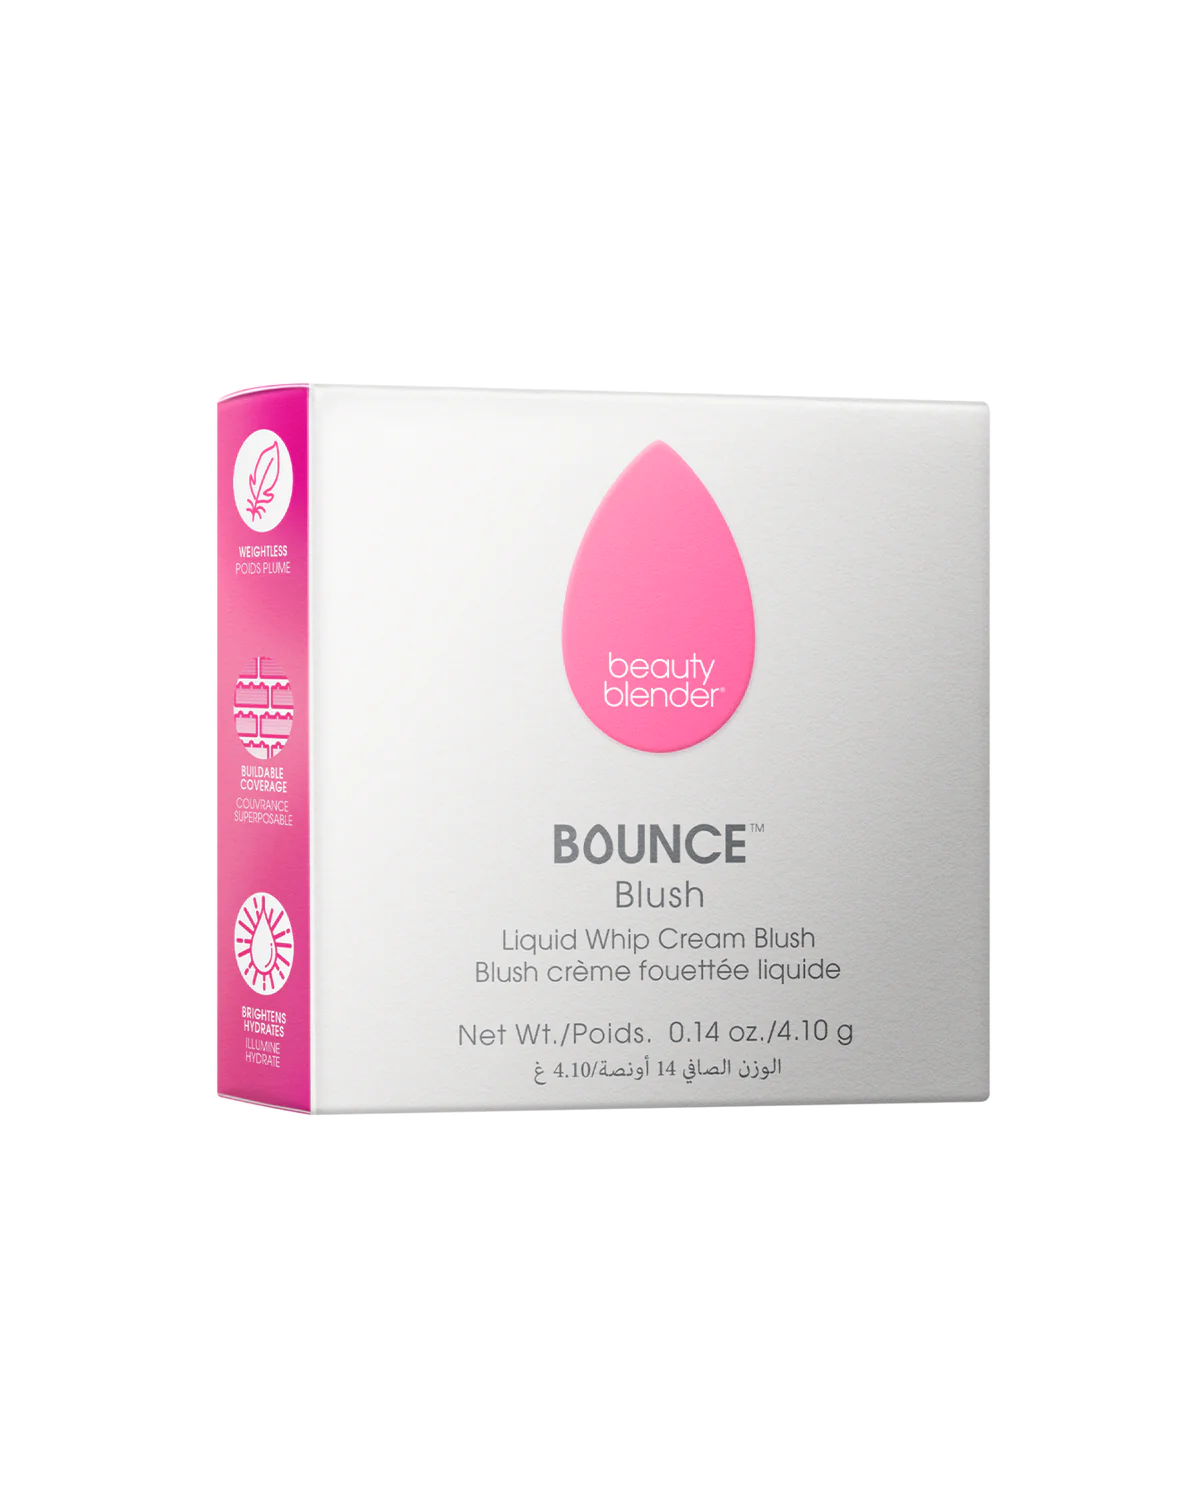 beauty
blender®
BOUNCE™
Blush
Liquid Whip Cream Blush
Blush crème fouettée liquide
Net Wt./Poids. 0.14 oz./4.10 g
الوزن الصافي 14 أونصة/4.10 غ
WEIGHTLESS
POIDS PLUME
BUILDABLE
COVERAGE
COUVRANCE
SUPERPOSABLE
BRIGHTENS
HYDRATES
ILLUMINE
HYDRATE